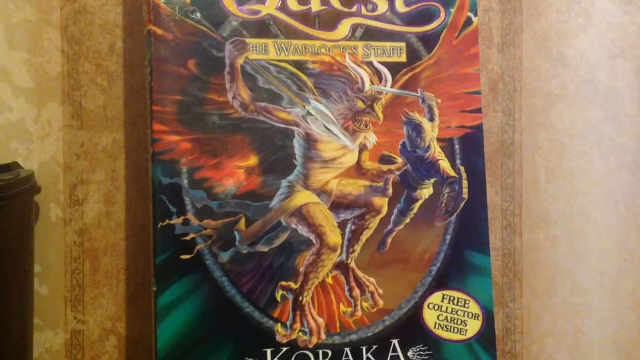 Quest
THE WARLOCK'S STAFF
FREE
COLLECTOR
CARDS
INSIDE!
KORAKA